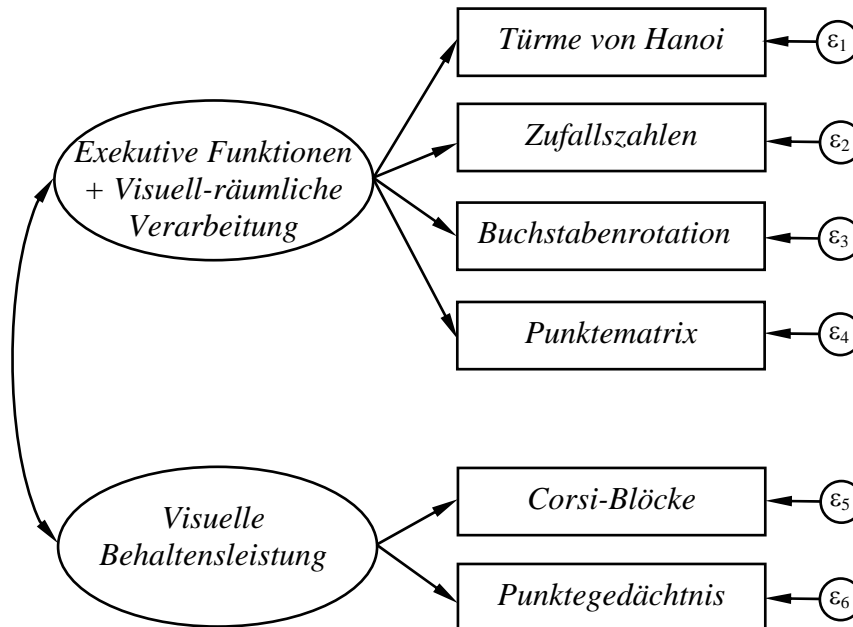 Türme von Hanoi
ε1
Exekutive Funktionen
+ Visuell-räumliche
Verarbeitung
Zufallszahlen
ε2
Buchstabenrotation
ε3
Punktematrix
ε4
Visuelle
Behaltensleistung
Corsi-Blöcke
ε5
Punktegedächtnis
ε6